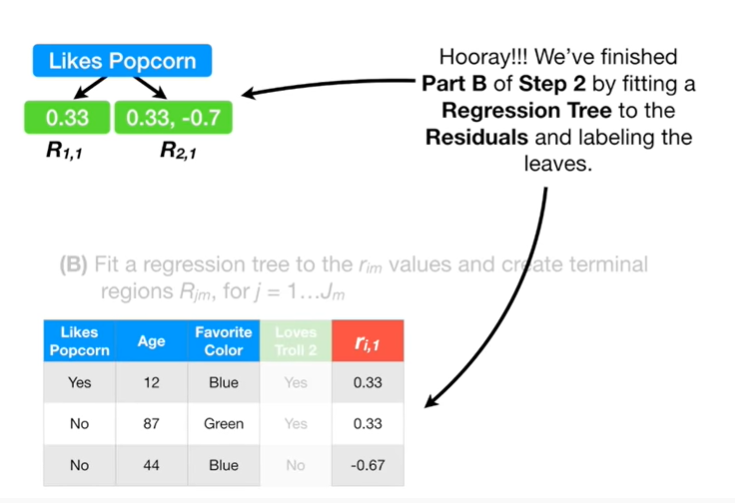 Likes Popcorn
0.33
0.33, -0.7
R1,1
R2,1
Hooray!!! We’ve finished
Part B of Step 2 by fitting a
Regression Tree to the
Residuals and labeling the
leaves.
(B) Fit a regression tree to the rim values and create terminal
regions Rjm, for j = 1...Jm
Likes Popcorn Age Favorite Color Loves Troll 2 ri,1
Yes 12 Blue Yes 0.33
No 87 Green Yes 0.33
No 44 Blue No -0.67